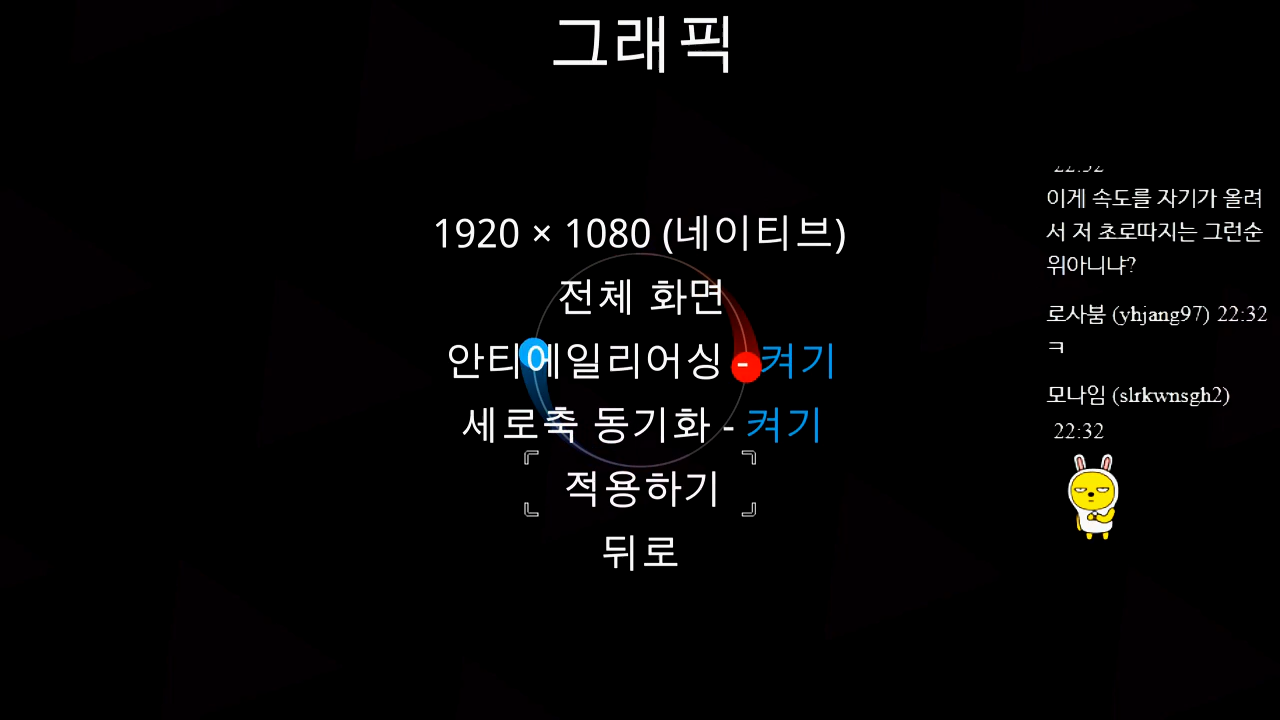 그래픽
1920 × 1080 (네이티브)
전체 화면
안티에일리어싱 - 켜기
세로축 동기화 - 켜기
적용하기
뒤로
22:32
이게 속도를 자기가 올려
서 저 초로따지는 그런순
위아니냐?
로사붐 (yhjang97) 22:32
ㅋ
모나임 (slrkwnsgh2)
22:32